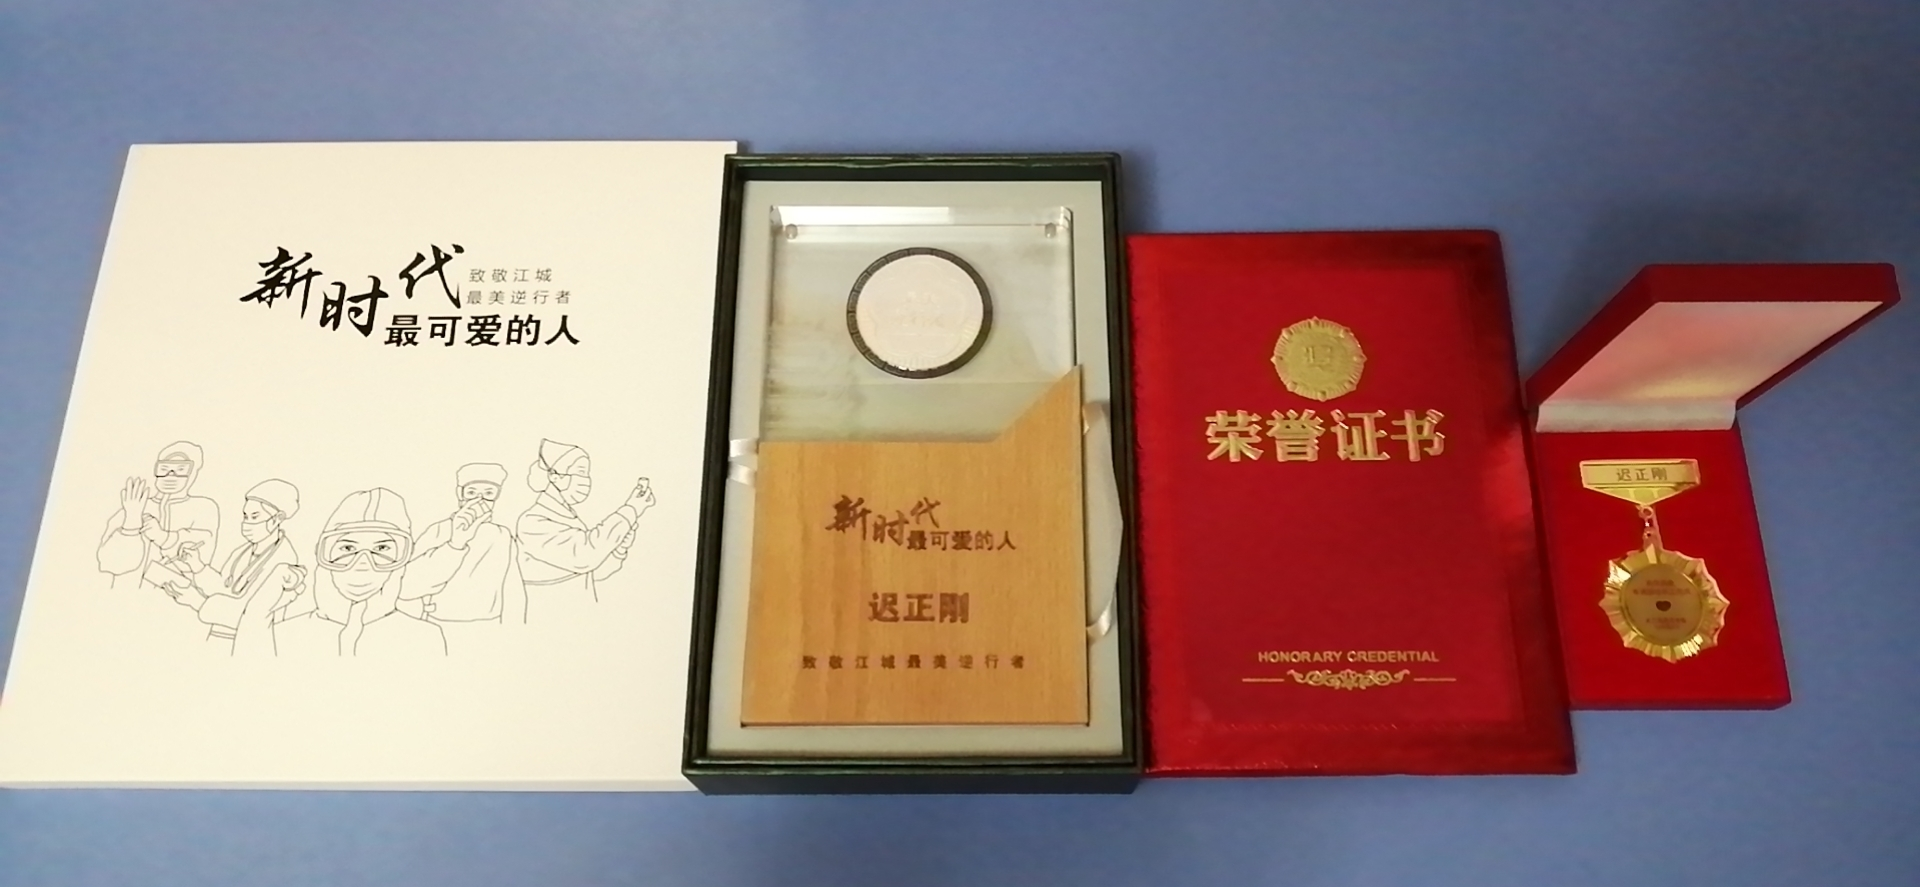 新时代
致敬江城
最美逆行者
最可爱的人
新时代
最可爱的人
迟正刚
致敬江城最美逆行者
荣誉证书
HONORARY CREDENTIAL
迟正刚